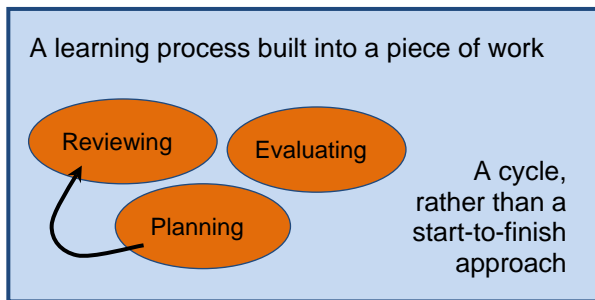 A learning process built into a piece of work
Reviewing
Evaluating
Planning
A cycle,
rather than a
start-to-finish
approach